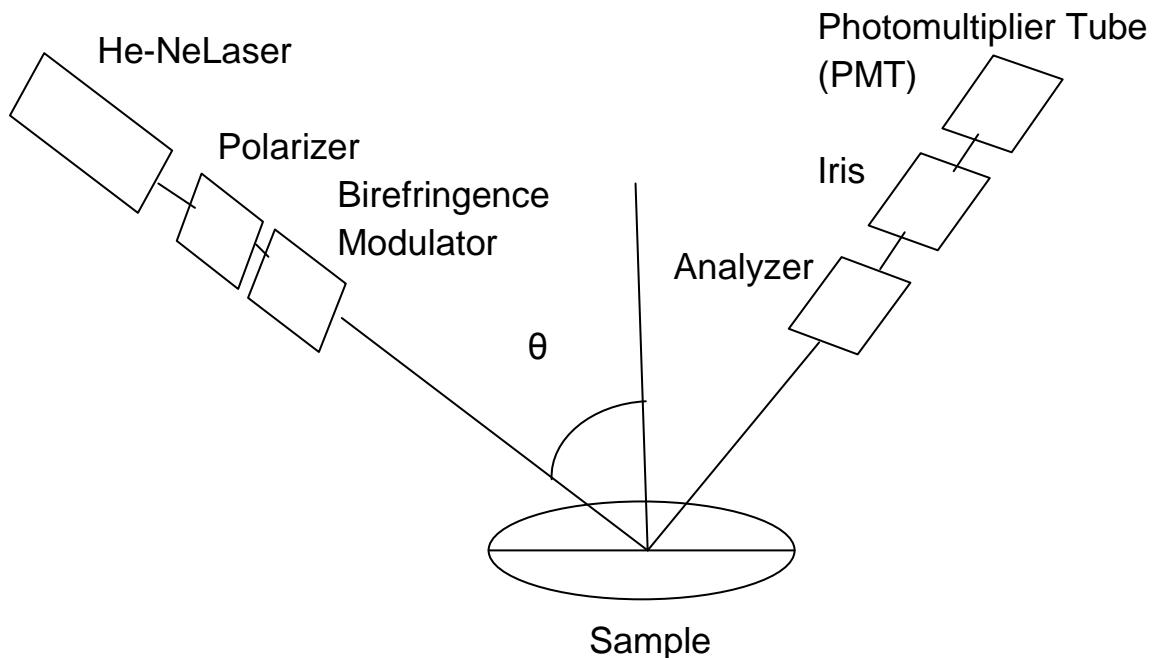 He-NeLaser
Photomultiplier Tube
(PMT)
Polarizer
Birefringence
Modulator
Iris
Analyzer
θ
Sample